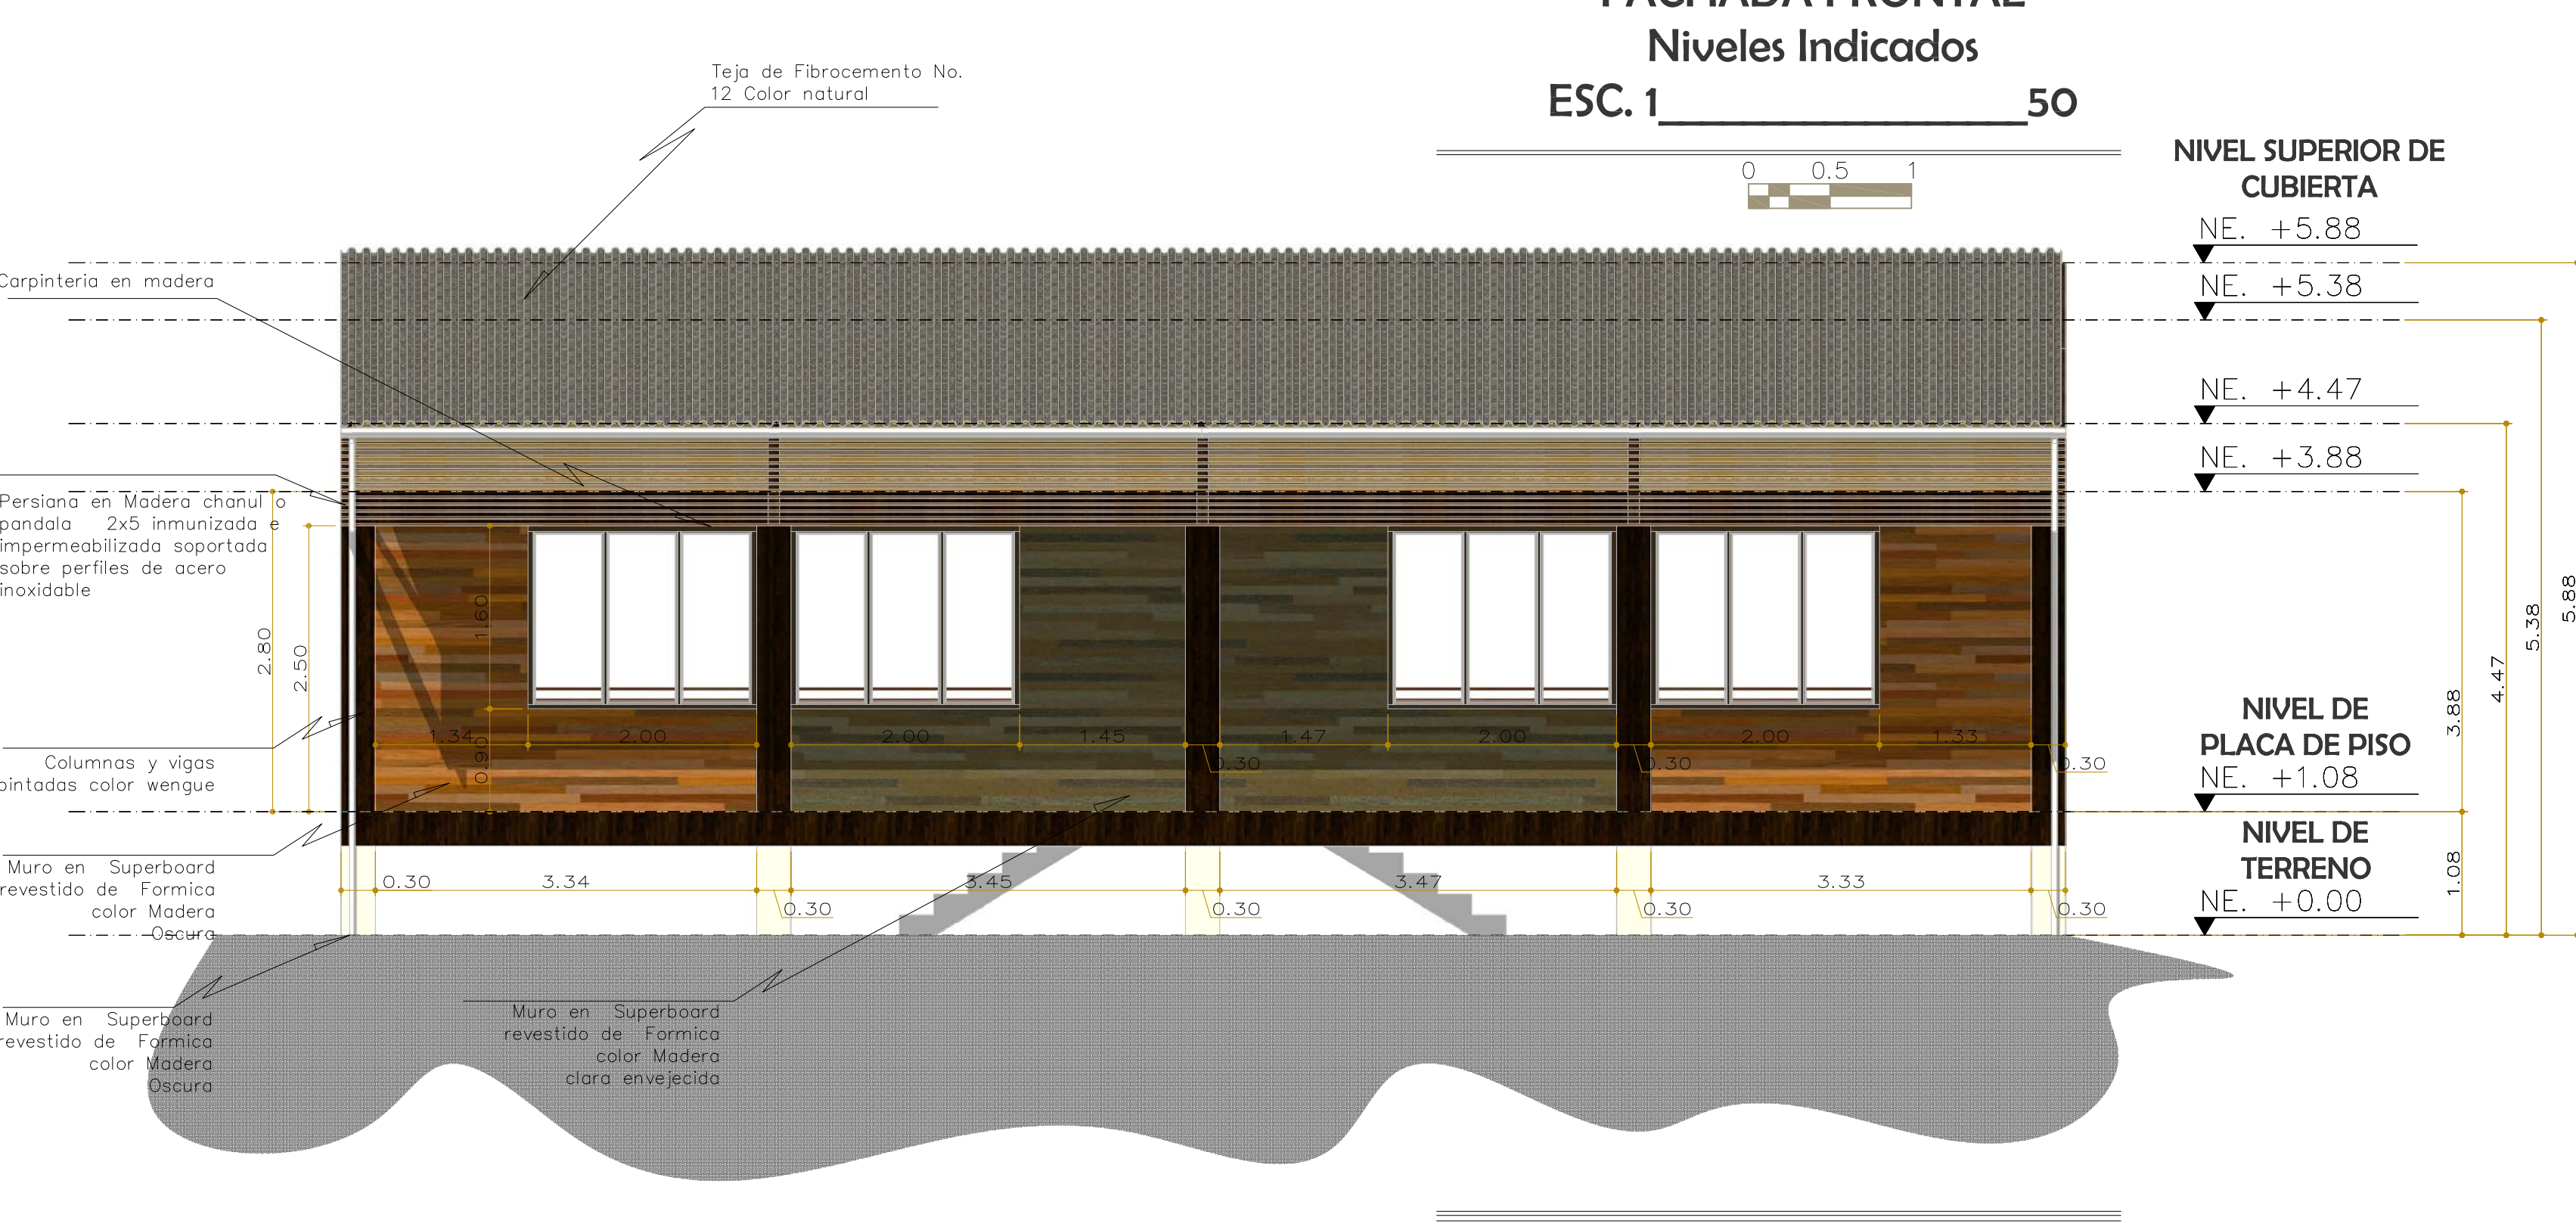 FACHADA FRONTAL
Niveles Indicados
ESC. 1__________________50
0 0.5 1
Teja de Fibrocemento No.
12 Color natural
Carpinteria en madera
Persiana en Madera chanul o
pandala 2x5 inmunizada e
impermeabilizada soportada
sobre perfiles de acero
inoxidable
Columnas y vigas
pintadas color wengue
Muro en Superboard
revestido de Formica
color Madera
Oscura
Muro en Superboard
revestido de Formica
color Madera
Oscura
Muro en Superboard
revestido de Formica
color Madera
clara envejecida
2.80
2.50
1.60
0.90
1.34
2.00
2.00
1.45
0.30
1.47
2.00
0.30
2.00
1.33
0.30
0.30
3.34
0.30
3.45
0.30
3.47
0.30
3.33
0.30
NIVEL SUPERIOR DE
CUBIERTA
NE. +5.88
NE. +5.38
NE. +4.47
NE. +3.88
NIVEL DE
PLACA DE PISO
NE. +1.08
NIVEL DE
TERRENO
NE. +0.00
3.88
1.08
4.47
5.38
5.88